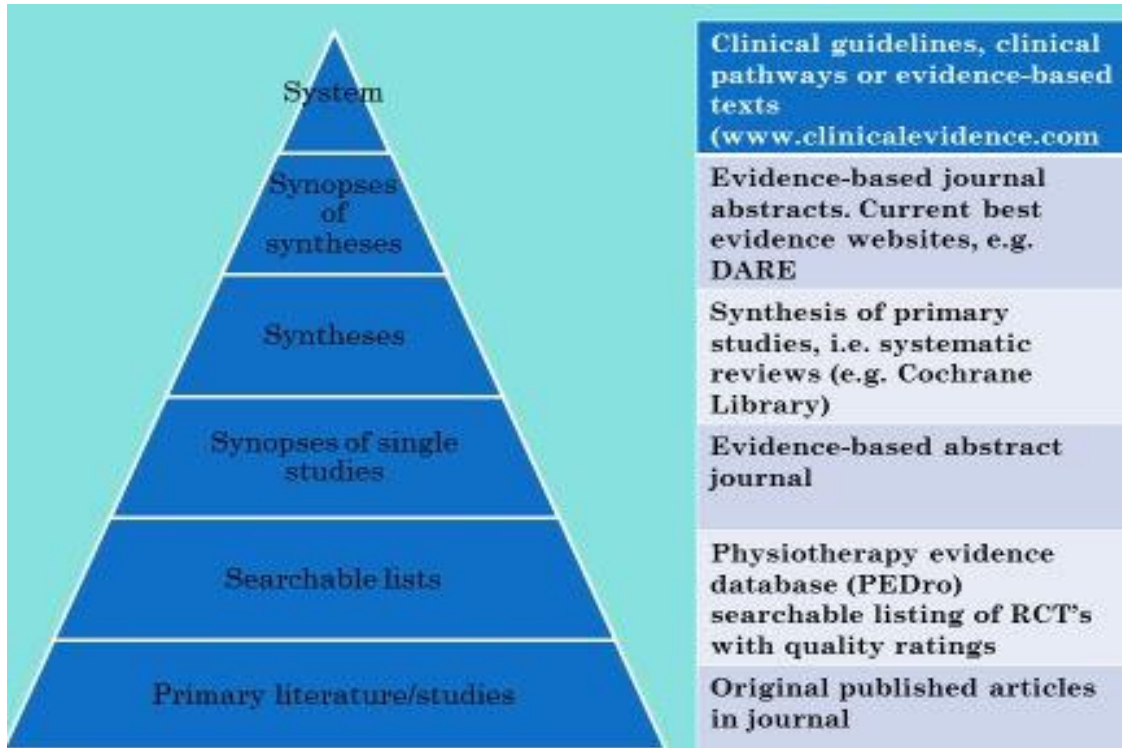 System
Synopses
of
syntheses
Syntheses
Synopses of single
studies
Searchable lists
Primary literature/studies
Clinical guidelines, clinical
pathways or evidence-based
texts
(www.clinicalevidence.com
Evidence-based journal
abstracts. Current best
evidence websites, e.g.
DARE
Synthesis of primary
studies, i.e. systematic
reviews (e.g. Cochrane
Library)
Evidence-based abstract
journal
Physiotherapy evidence
database (PEDro)
searchable listing of RCT's
with quality ratings
Original published articles
in journal